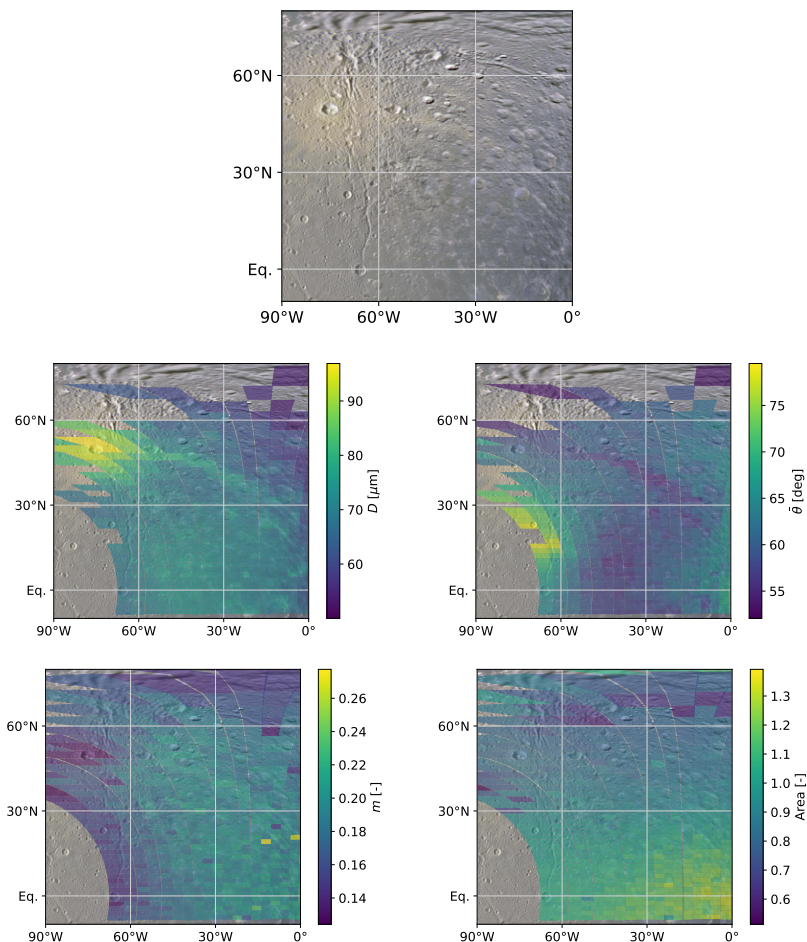 60°N
30°N
Eq.
90°W 60°W 30°W 0°
60°N
30°N
Eq.
90°W 60°W 30°W 0°
90
80
70
60
D [μm]
60°N
30°N
Eq.
90°W 60°W 30°W 0°
75
70
65
60
55
θ̄ [deg]
60°N
30°N
Eq.
90°W 60°W 30°W 0°
0.26
0.24
0.22
0.20
0.18
0.16
0.14
m [-]
60°N
30°N
Eq.
90°W 60°W 30°W 0°
1.3
1.2
1.1
1.0
0.9
0.8
0.7
0.6
Area [-]